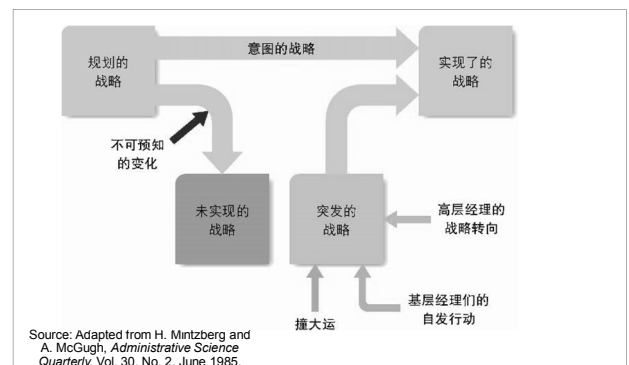 规划的
战略
意图的战略
实现了的
战略
不可预知
的变化
未实现的
战略
突发的
战略
高层经理的
战略转向
基层经理们的
自发行动
撞大运
Source: Adapted from H. Mintzberg and
A. McGugh, Administrative Science
Quarterly, Vol. 30. No. 2, June 1985.